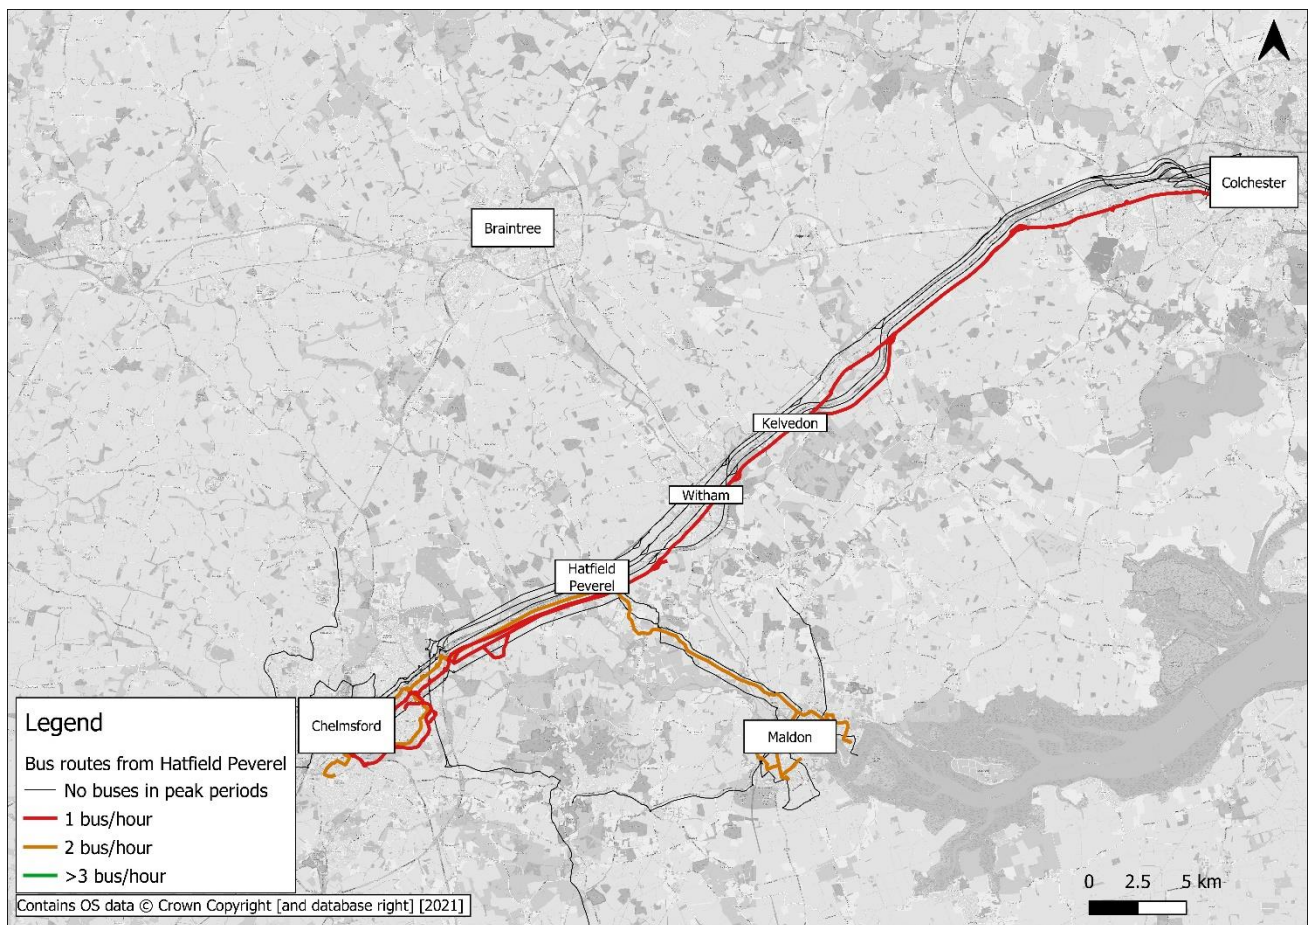 Colchester
Braintree
Kelvedon
Witham
Hatfield
Peverel
Chelmsford
Maldon
Legend
Bus routes from Hatfield Peverel
No buses in peak periods
1 bus/hour
2 bus/hour
>3 bus/hour
Contains OS data © Crown Copyright [and database right] [2021]
0 2.5 5 km